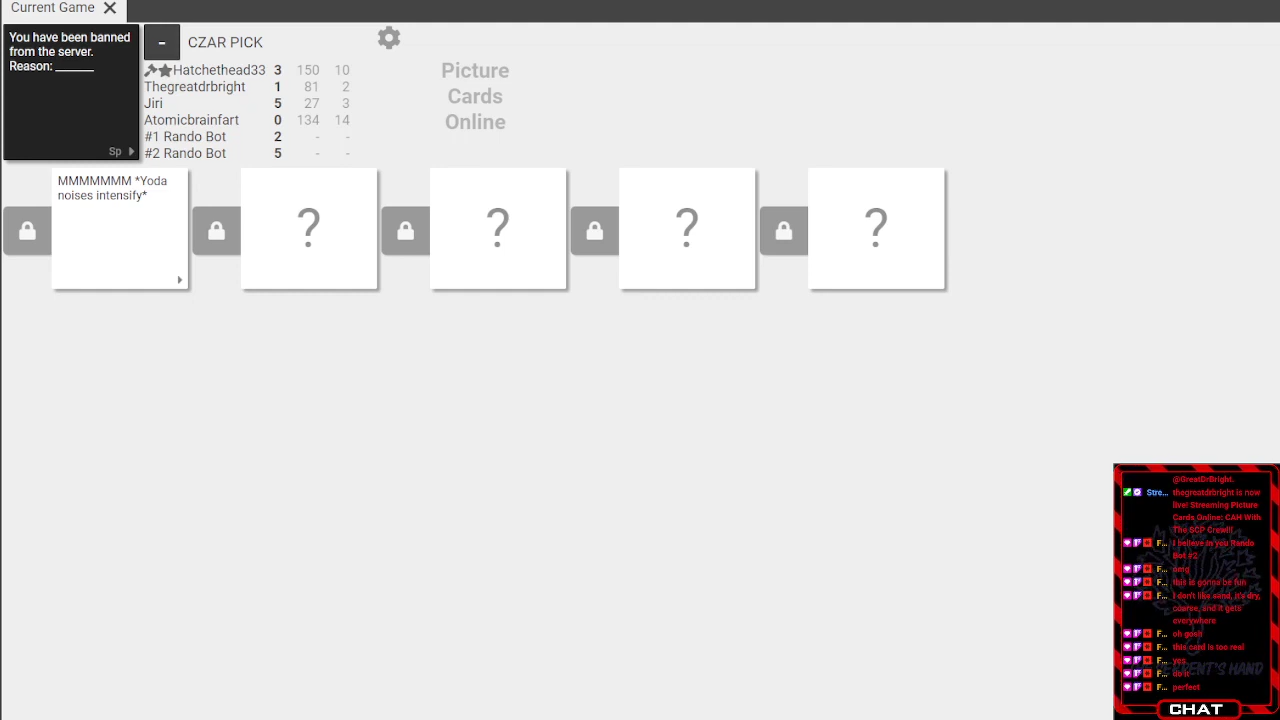 Current Game
You have been banned
from the server.
Reason: ______
Sp
-
CZAR PICK
Hatchethead33 3 150 10
Thegreatdrbright 1 81 2
Jiri 5 27 3
Atomicbrainfart 0 134 14
#1 Rando Bot 2 - -
#2 Rando Bot 5 - -
Picture
Cards
Online
MMMMMMM *Yoda
noises intensify*
?
?
?
?
@GreatDrBright.
Stre... thegreatdrbright is now
live! Streaming Picture
Cards Online: CAH With
The SCP Crew!!!
F... I believe in you Rando
Bot #2
F... omg
F... this is gonna be fun
F... I don't like sand, it's dry,
coarse, and it gets
everywhere
F... oh gosh
F... this card is too real
F... yes
F... do it
F... perfect
SERPENT'S HAND
CHAT